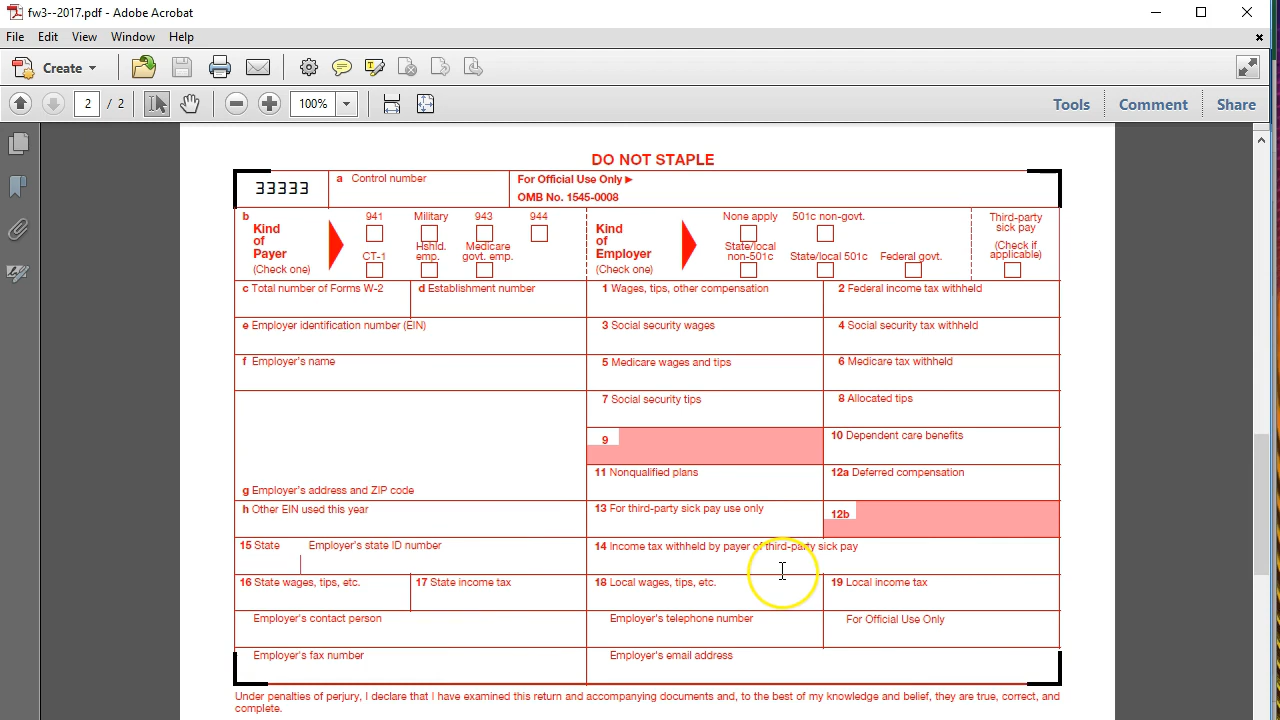 fw3--2017.pdf - Adobe Acrobat
File Edit View Window Help
Create
2 / 2 100% Tools Comment Share
DO NOT STAPLE
33333 a Control number For Official Use Only ▶
OMB No. 1545-0008
b
Kind
of
Payer
(Check one)
941 Military 943 944
CT-1 Hshld. emp. Medicare govt. emp.
Kind
of
Employer
(Check one)
None apply 501c non-govt.
State/local non-501c State/local 501c Federal govt.
Third-party
sick pay
(Check if
applicable)
c Total number of Forms W-2 d Establishment number 1 Wages, tips, other compensation 2 Federal income tax withheld
e Employer identification number (EIN) 3 Social security wages 4 Social security tax withheld
f Employer's name 5 Medicare wages and tips 6 Medicare tax withheld
7 Social security tips 8 Allocated tips
9 10 Dependent care benefits
11 Nonqualified plans 12a Deferred compensation
g Employer's address and ZIP code
h Other EIN used this year 13 For third-party sick pay use only 12b
15 State Employer's state ID number 14 Income tax withheld by payer of third-party sick pay
16 State wages, tips, etc. 17 State income tax 18 Local wages, tips, etc. 19 Local income tax
Employer's contact person Employer's telephone number For Official Use Only
Employer's fax number Employer's email address
Under penalties of perjury, I declare that I have examined this return and accompanying documents and, to the best of my knowledge and belief, they are true, correct, and
complete.